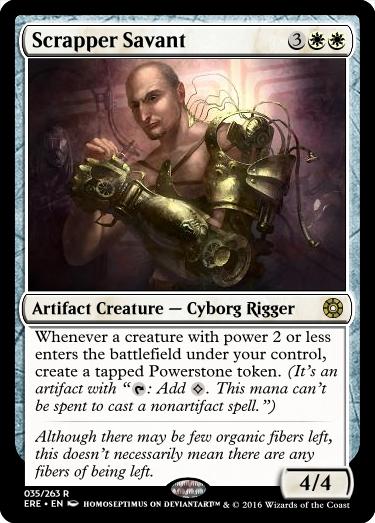 Scrapper Savant 3
Artifact Creature — Cyborg Rigger
Whenever a creature with power 2 or less
enters the battlefield under your control,
create a tapped Powerstone token. (It's an
artifact with “: Add . This mana can't
be spent to cast a nonartifact spell.”)
Although there may be few organic fibers left,
this doesn't necessarily mean there are any
fibers of being left.
4/4
035/263 R
ERE • EN HOMOSEPTIMUS ON DEVIANTART™ & © 2016 Wizards of the Coast